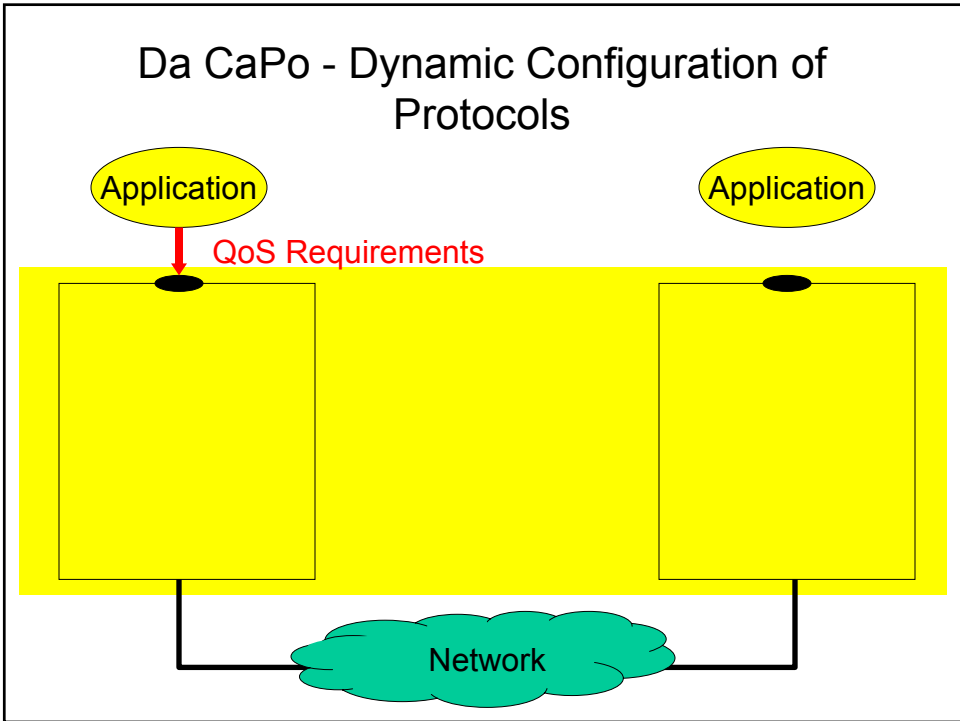 Da CaPo - Dynamic Configuration of
Protocols
Application
Application
QoS Requirements
Network